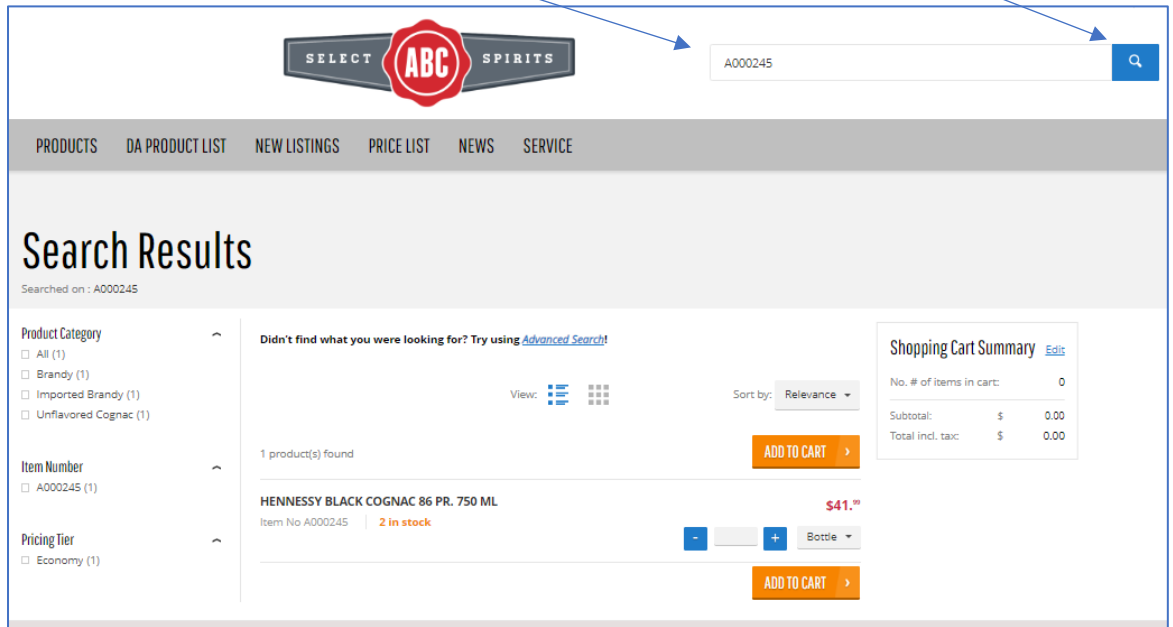 SELECT ABC SPIRITS
A000245
PRODUCTS DA PRODUCT LIST NEW LISTINGS PRICE LIST NEWS SERVICE
Search Results
Searched on : A000245
Product Category
All (1)
Brandy (1)
Imported Brandy (1)
Unflavored Cognac (1)
Item Number
A000245 (1)
Pricing Tier
Economy (1)
Didn't find what you were looking for? Try using Advanced Search!
View: Sort by: Relevance
1 product(s) found ADD TO CART
HENNESSY BLACK COGNAC 86 PR. 750 ML $41.99
Item No A000245 2 in stock
- + Bottle
ADD TO CART
Shopping Cart Summary Edit
No. # of items in cart: 0
Subtotal: $ 0.00
Total incl. tax: $ 0.00